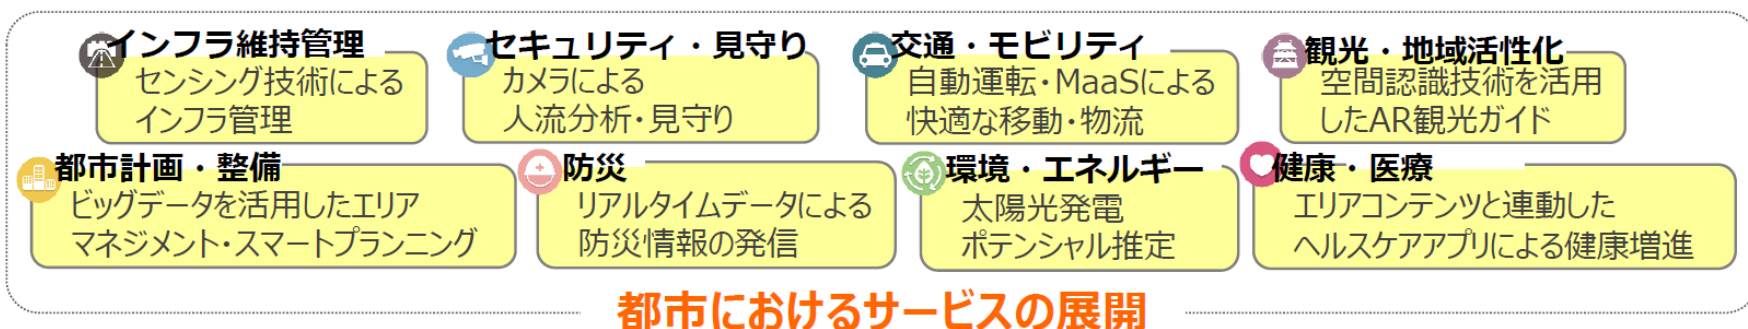 インフラ維持管理
センシング技術による
インフラ管理
セキュリティ・見守り
カメラによる
人流分析・見守り
交通・モビリティ
自動運転・MaaSによる
快適な移動・物流
観光・地域活性化
空間認識技術を活用
したAR観光ガイド
都市計画・整備
ビッグデータを活用したエリア
マネジメント・スマートプランニング
防災
リアルタイムデータによる
防災情報の発信
環境・エネルギー
太陽光発電
ポテンシャル推定
健康・医療
エリアコンテンツと連動した
ヘルスケアアプリによる健康増進
都市におけるサービスの展開